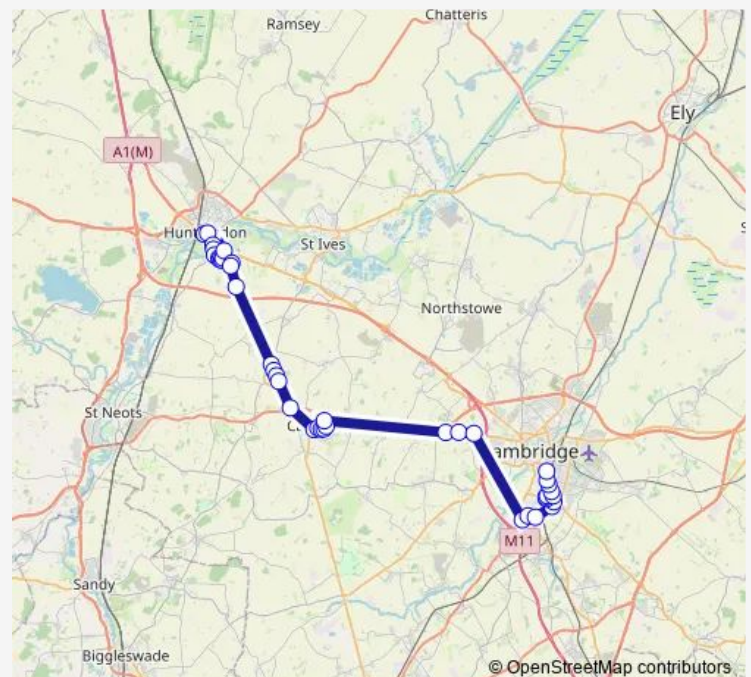 Chatteris
Ramsey
Ely
A1(M)
St Ives
Northstowe
St Neots
ambridge
M11
Sandy
Biggleswade
© OpenStreetMap contributors